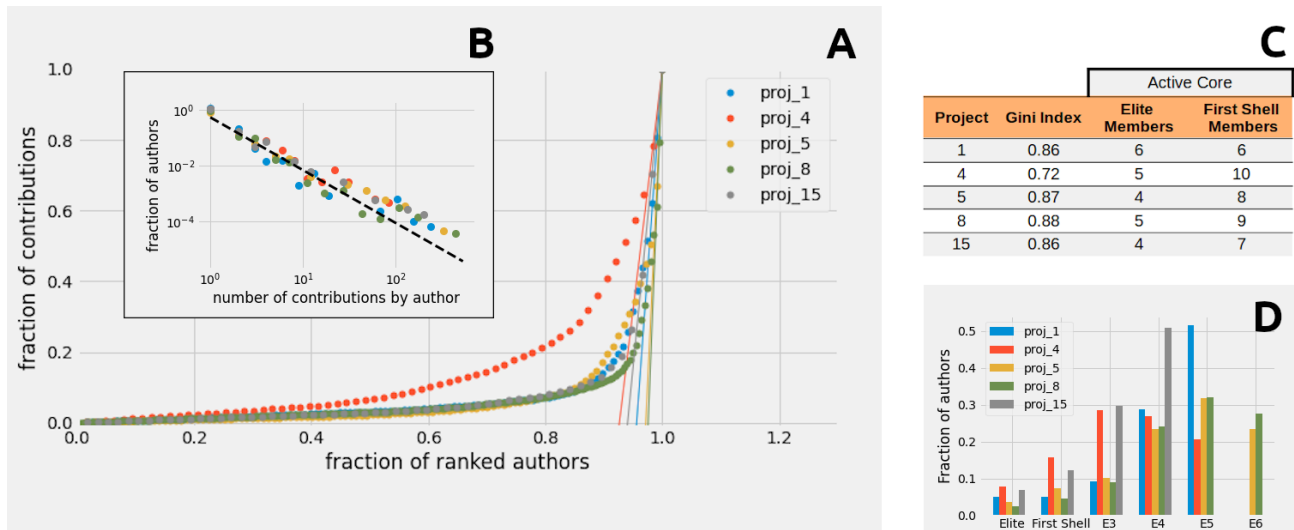 B
A
C
D
1.0
0.8
0.6
0.4
0.2
0.0
fraction of contributions
0.0 0.2 0.4 0.6 0.8 1.0 1.2
fraction of ranked authors
proj_1
proj_4
proj_5
proj_8
proj_15
10⁰
10⁻²
10⁻⁴
fraction of authors
10⁰ 10¹ 10²
number of contributions by author
Active Core
Project Gini Index Elite Members First Shell Members
1 0.86 6 6
4 0.72 5 10
5 0.87 4 8
8 0.88 5 9
15 0.86 4 7
0.5
0.4
0.3
0.2
0.1
0.0
Fraction of authors
proj_1
proj_4
proj_5
proj_8
proj_15
Elite First Shell E3 E4 E5 E6